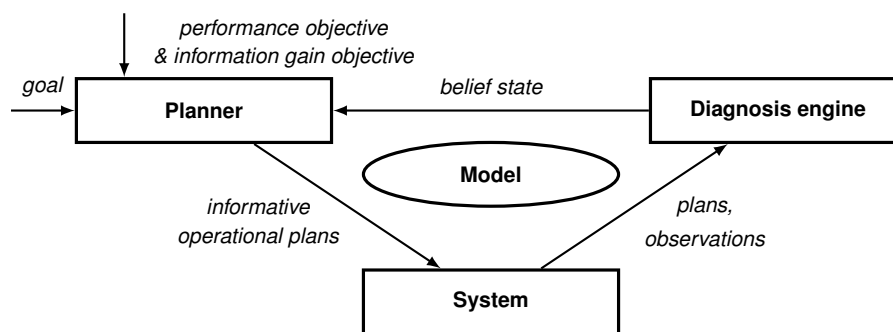 performance objective
& information gain objective
goal
Planner
belief state
Diagnosis engine
Model
informative
operational plans
plans,
observations
System